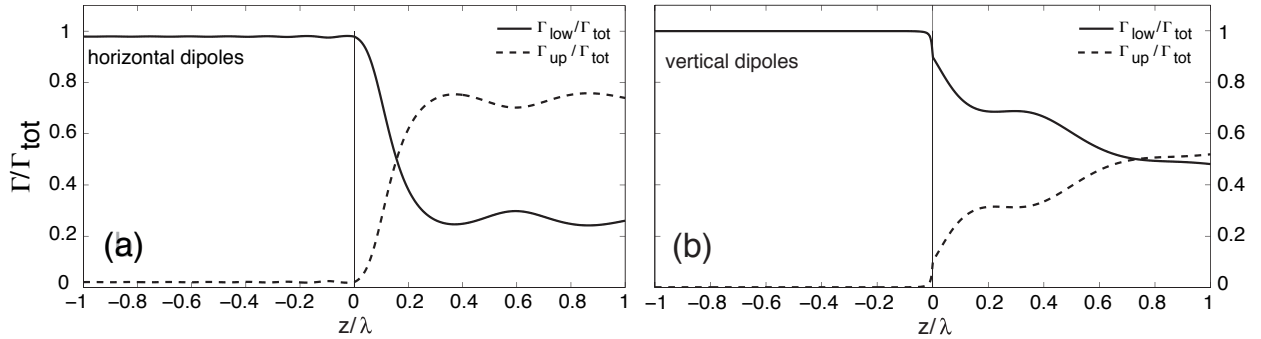 Γlow/Γtot
Γup/Γtot
horizontal dipoles
1
0.8
0.6
0.4
0.2
0
Γ/Γtot
(a)
−1 −0.8 −0.6 −0.4 −0.2 0 0.2 0.4 0.6 0.8 1
z/λ
Γlow/Γtot
Γup/Γtot
vertical dipoles
1
0.8
0.6
0.4
0.2
0
(b)
−1 −0.8 −0.6 −0.4 −0.2 0 0.2 0.4 0.6 0.8 1
z/λ